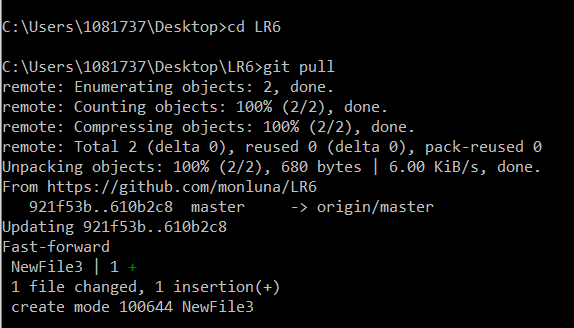 C:\Users\1081737\Desktop>cd LR6
C:\Users\1081737\Desktop\LR6>git pull
remote: Enumerating objects: 2, done.
remote: Counting objects: 100% (2/2), done.
remote: Compressing objects: 100% (2/2), done.
remote: Total 2 (delta 0), reused 0 (delta 0), pack-reused 0
Unpacking objects: 100% (2/2), 680 bytes | 6.00 KiB/s, done.
From https://github.com/monluna/LR6
   921f53b..610b2c8  master     -> origin/master
Updating 921f53b..610b2c8
Fast-forward
 NewFile3 | 1 +
 1 file changed, 1 insertion(+)
 create mode 100644 NewFile3